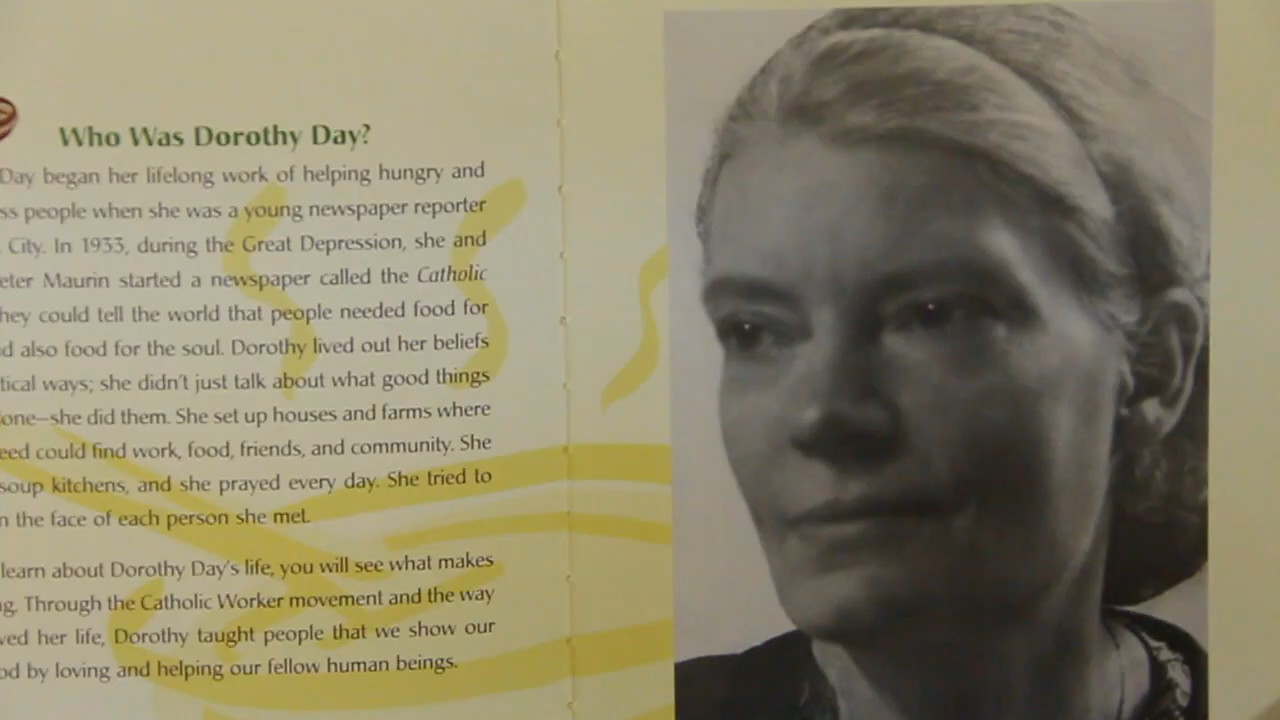 Who Was Dorothy Day?
Day began her lifelong work of helping hungry and
ss people when she was a young newspaper reporter
City. In 1933, during the Great Depression, she and
eter Maurin started a newspaper called the Catholic
hey could tell the world that people needed food for
d also food for the soul. Dorothy lived out her beliefs
tical ways; she didn't just talk about what good things
one—she did them. She set up houses and farms where
eed could find work, food, friends, and community. She
soup kitchens, and she prayed every day. She tried to
n the face of each person she met.
learn about Dorothy Day's life, you will see what makes
ng. Through the Catholic Worker movement and the way
ved her life, Dorothy taught people that we show our
od by loving and helping our fellow human beings.